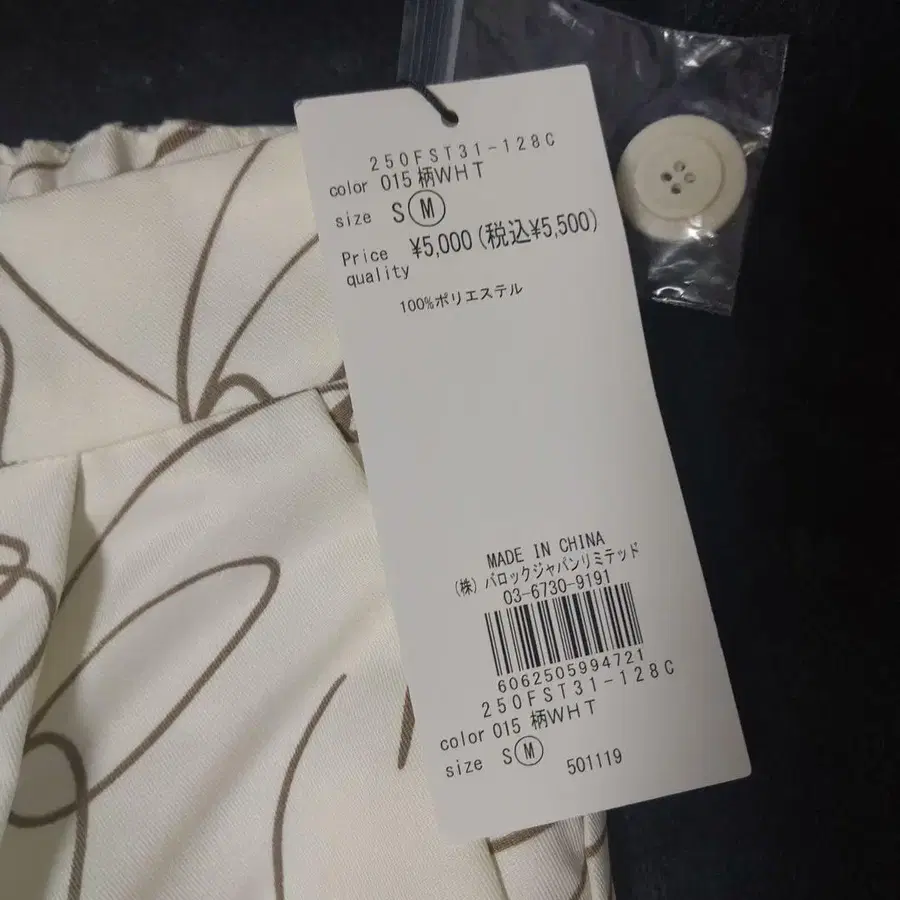 250FST31-128C
color 015 柄WHT
size S M
Price ¥5,000(税込¥5,500)
quality
100%ポリエステル
MADE IN CHINA
(株) バロックジャパンリミテッド
03-6730-9191
6062505994721
250FST31-128C
color 015 柄WHT
size S M
501119